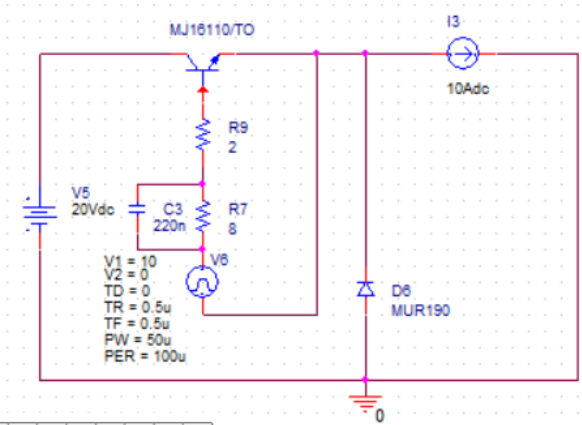 I3
MJ16110/TO
10Adc
R9
2
V5
20Vdc
C3
220n
R7
8
V6
V1 = 10
V2 = 0
TD = 0
TR = 0.5u
TF = 0.5u
PW = 50u
PER = 100u
D6
MUR190
0